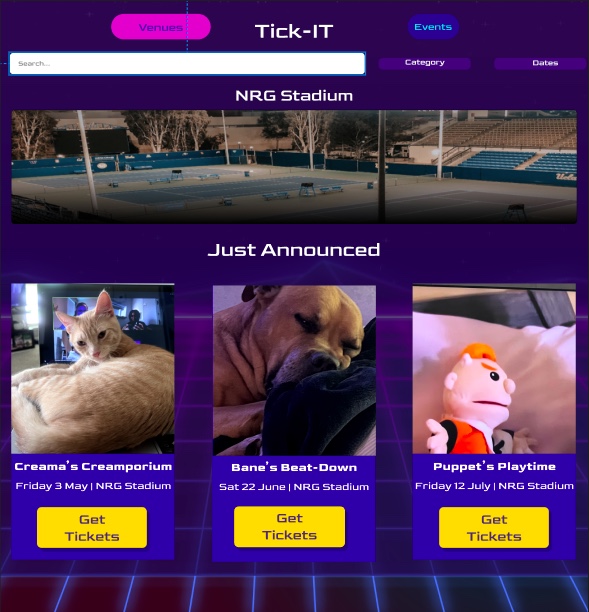 Venues
Tick-IT
Events
Search...
Category
Dates
NRG Stadium
Just Announced
Creama's Creamporium
Friday 3 May | NRG Stadium
Get
Tickets
Bane's Beat-Down
Sat 22 June | NRG Stadium
Get
Tickets
Puppet's Playtime
Friday 12 July | NRG Stadium
Get
Tickets